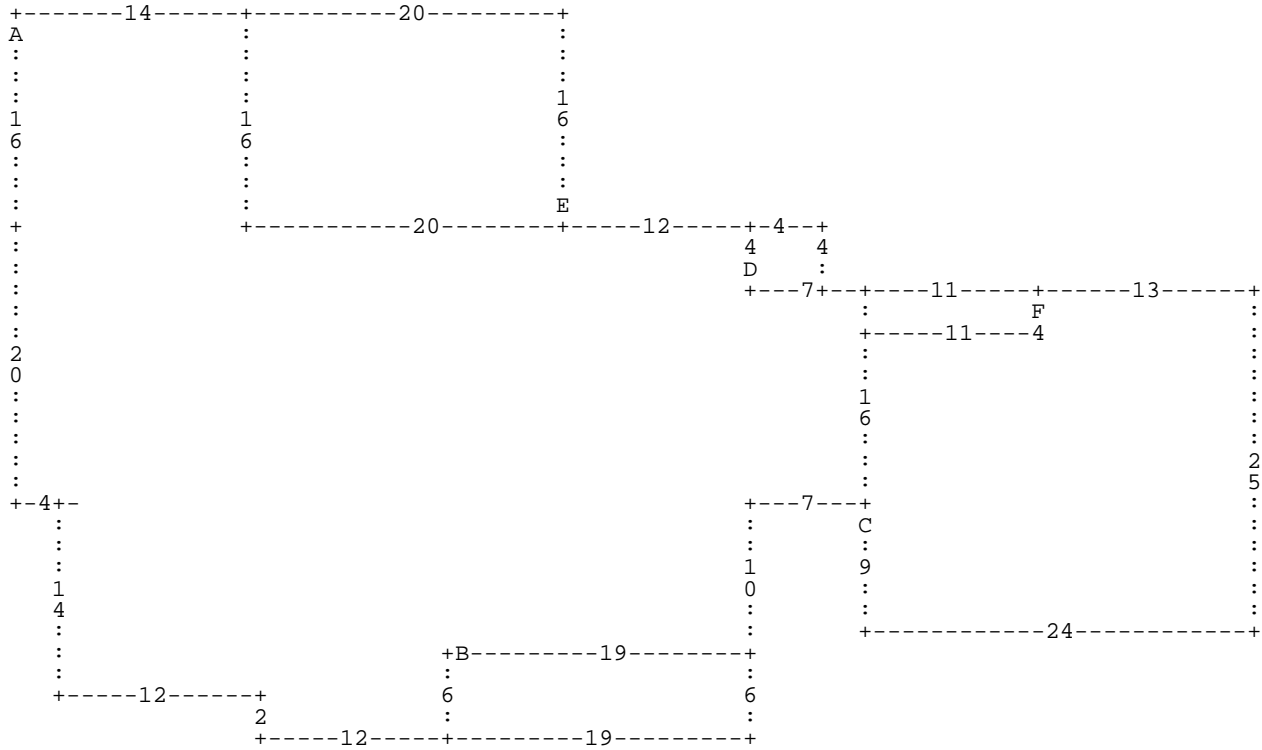 +-------14-------+-----------20---------+
A                                      :
:                :                      :
:                :                      :
:                :                      :
:                :                      1
1                1                      6
6                6                      :
:                :                      :
:                :                      :
:                :                      E
+                +-----------20---------+-----12------+-4--+
:                                                     4    4
:                                                     D    :
:                                                     +---7+--+----11------+------13------+
:                                                             :            F              :
:                                                             +-----11----4              :
2                                                             :                           :
0                                                             :                           :
:                                                             1                           :
:                                                             6                           :
:                                                             :                           :
:                                                             :                           2
:                                                             :                           5
+-4+-                                                 +---7---+                           :
   :                                                  :       C                           :
   :                                                  :       :                           :
   :                                                  1       9                           :
   1                                                  0       :                           :
   4                                                  :       :                           :
   :                                                  :       +------------24------------+
   :                          +B---------19--------+
   :                          :                    :
   +-----12------+            6                    6
                 2            :                    :
                 +-----12-----+---------19---------+